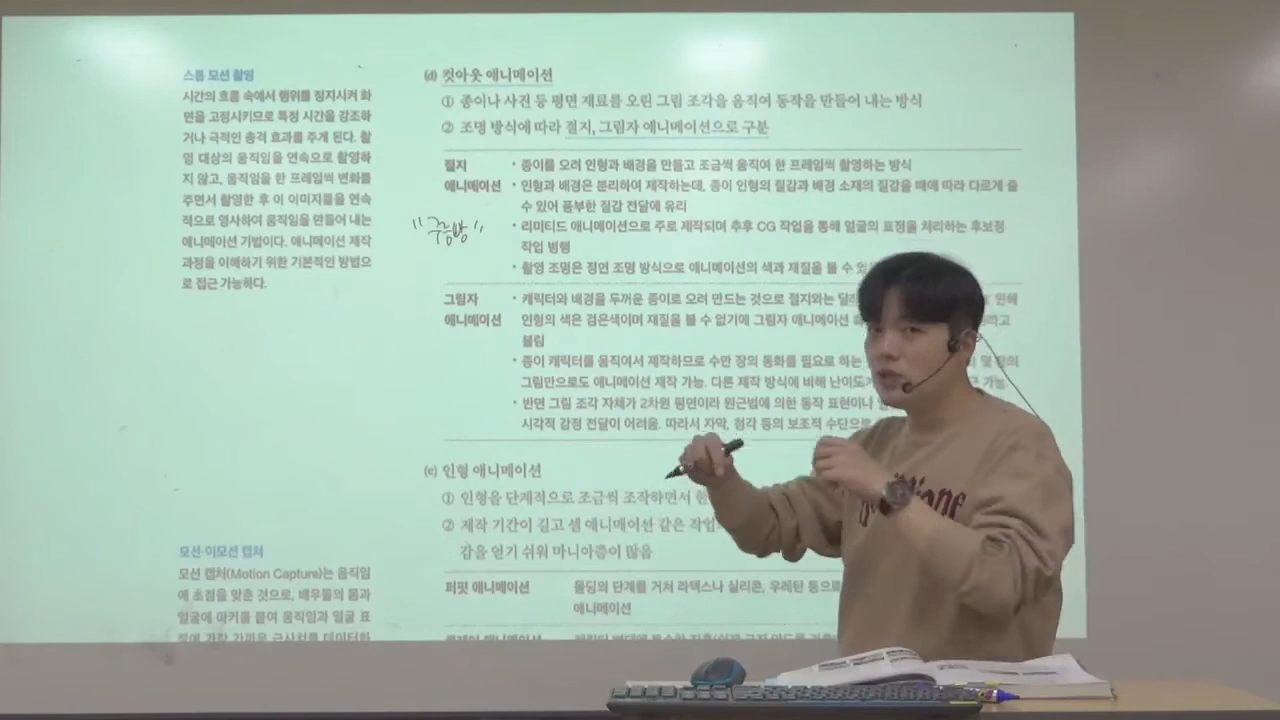 스톱 모션 촬영
시간의 흐름 속에서 행위를 정지시켜 화
면을 고정시키므로 특정 시간을 강조하
거나 극적인 충격 효과를 주게 된다. 촬
영 대상의 움직임을 연속으로 촬영하
지 않고, 움직임을 한 프레임씩 변화를
주면서 촬영한 후 이 이미지들을 연속
적으로 영사하여 움직임을 만들어 내는
애니메이션 기법이다. 애니메이션 제작
과정을 이해하기 위한 기본적인 방법으
로 접근 가능하다.
모션·이모션 캡처
모션 캡처(Motion Capture)는 움직임
에 초점을 맞춘 것으로, 배우들의 몸과
얼굴에 마커를 붙여 움직임과 얼굴 표
정에 가장 가까운 근사치를 데이터화
(d) 컷아웃 애니메이션
① 종이나 사진 등 평면 재료를 오린 그림 조각을 움직여 동작을 만들어 내는 방식
② 조명 방식에 따라 절지, 그림자 애니메이션으로 구분
절지 • 종이를 오려 인형과 배경을 만들고 조금씩 움직여 한 프레임씩 촬영하는 방식
애니메이션 • 인형과 배경은 분리하여 제작하는데, 종이 인형의 질감과 배경 소재의 질감을 때에 따라 다르게 줄
수 있어 풍부한 질감 전달에 유리
"구름빵" • 리미티드 애니메이션으로 주로 제작되며 추후 CG 작업을 통해 얼굴의 표정을 처리하는 후보정
작업 병행
• 촬영 조명은 정면 조명 방식으로 애니메이션의 색과 재질을 볼 수
그림자 • 캐릭터와 배경을 두꺼운 종이로 오려 만드는 것으로 절지와는 달리 인해
애니메이션 인형의 색은 검은색이며 재질을 볼 수 없기에 그림자 애니메이션 라고
불림
• 종이 캐릭터를 움직여서 제작하므로 수만 장의 동화를 필요로 하는 몇 장의
그림만으로도 애니메이션 제작 가능. 다른 제작 방식에 비해 난이도가 가능
• 반면 그림 조각 자체가 2차원 평면이라 원근법에 의한 동작 표현이나
시각적 감정 전달이 어려움. 따라서 자막, 청각 등의 보조적 수단으로
(e) 인형 애니메이션
① 인형을 단계적으로 조금씩 조작하면서 한
② 제작 기간이 길고 셀 애니메이션 같은 작업
감을 얻기 쉬워 마니아층이 많음
퍼핏 애니메이션 몰딩의 단계를 거쳐 라텍스나 실리콘, 우레탄 등으로
애니메이션